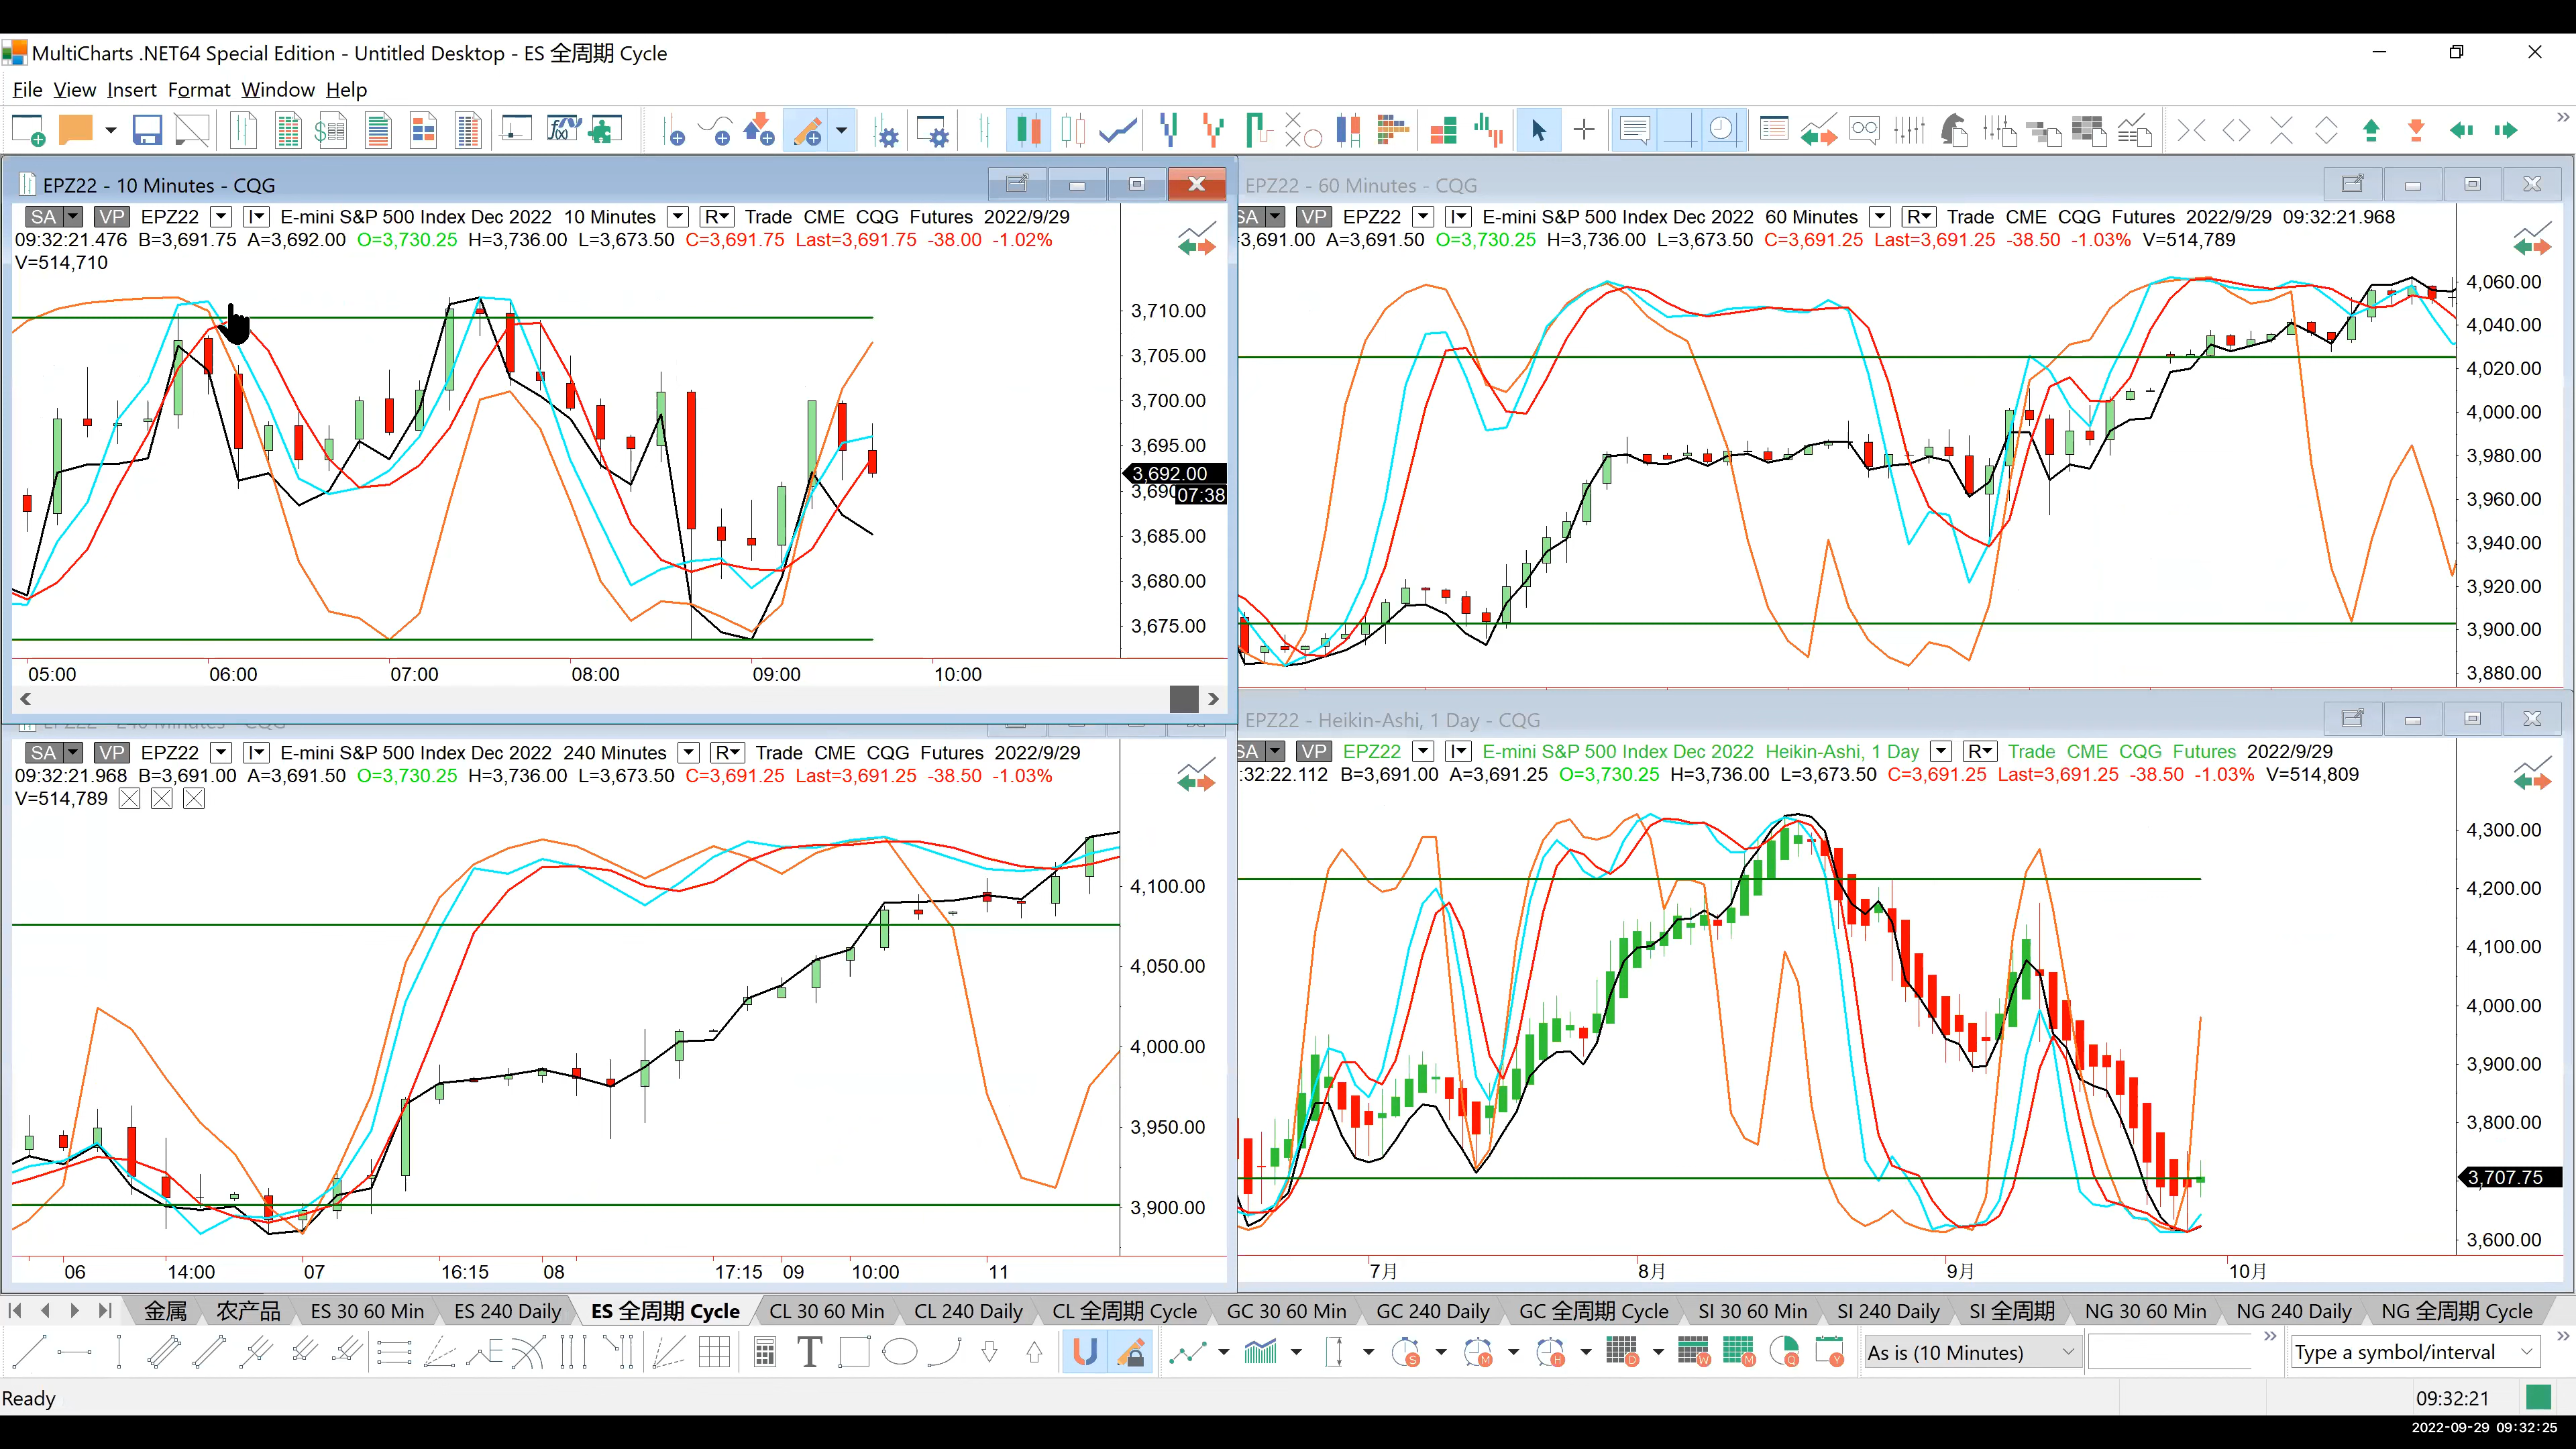 MultiCharts .NET64 Special Edition - Untitled Desktop - ES 全周期 Cycle
File View Insert Format Window Help
EPZ22 - 10 Minutes - CQG
SA VP EPZ22 E-mini S&P 500 Index Dec 2022 10 Minutes R Trade CME CQG Futures 2022/9/29
09:32:21.476 B=3,691.75 A=3,692.00 O=3,730.25 H=3,736.00 L=3,673.50 C=3,691.75 Last=3,691.75 -38.00 -1.02%
V=514,710
3,710.00
3,705.00
3,700.00
3,695.00
3,692.00
07:38
3,685.00
3,680.00
3,675.00
05:00 06:00 07:00 08:00 09:00 10:00
EPZ22 - 60 Minutes - CQG
SA VP EPZ22 E-mini S&P 500 Index Dec 2022 60 Minutes R Trade CME CQG Futures 2022/9/29 09:32:21.968
3,691.00 A=3,691.50 O=3,730.25 H=3,736.00 L=3,673.50 C=3,691.25 Last=3,691.25 -38.50 -1.03% V=514,789
4,060.00
4,040.00
4,020.00
4,000.00
3,980.00
3,960.00
3,940.00
3,920.00
3,900.00
3,880.00
EPZ22 - 240 Minutes - CQG
SA VP EPZ22 E-mini S&P 500 Index Dec 2022 240 Minutes R Trade CME CQG Futures 2022/9/29
09:32:21.968 B=3,691.00 A=3,691.50 O=3,730.25 H=3,736.00 L=3,673.50 C=3,691.25 Last=3,691.25 -38.50 -1.03%
V=514,789
4,100.00
4,050.00
4,000.00
3,950.00
3,900.00
06 14:00 07 16:15 08 17:15 09 10:00 11
EPZ22 - Heikin-Ashi, 1 Day - CQG
SA VP EPZ22 E-mini S&P 500 Index Dec 2022 Heikin-Ashi, 1 Day R Trade CME CQG Futures 2022/9/29
:32:22.112 B=3,691.00 A=3,691.25 O=3,730.25 H=3,736.00 L=3,673.50 C=3,691.25 Last=3,691.25 -38.50 -1.03% V=514,809
4,300.00
4,200.00
4,100.00
4,000.00
3,900.00
3,800.00
3,707.75
3,600.00
7月 8月 9月 10月
金属 农产品 ES 30 60 Min ES 240 Daily ES 全周期 Cycle CL 30 60 Min CL 240 Daily CL 全周期 Cycle GC 30 60 Min GC 240 Daily GC 全周期 Cycle SI 30 60 Min SI 240 Daily SI 全周期 NG 30 60 Min NG 240 Daily NG 全周期 Cycle
As is (10 Minutes) Type a symbol/interval
Ready
09:32:21
2022-09-29 09:32:25